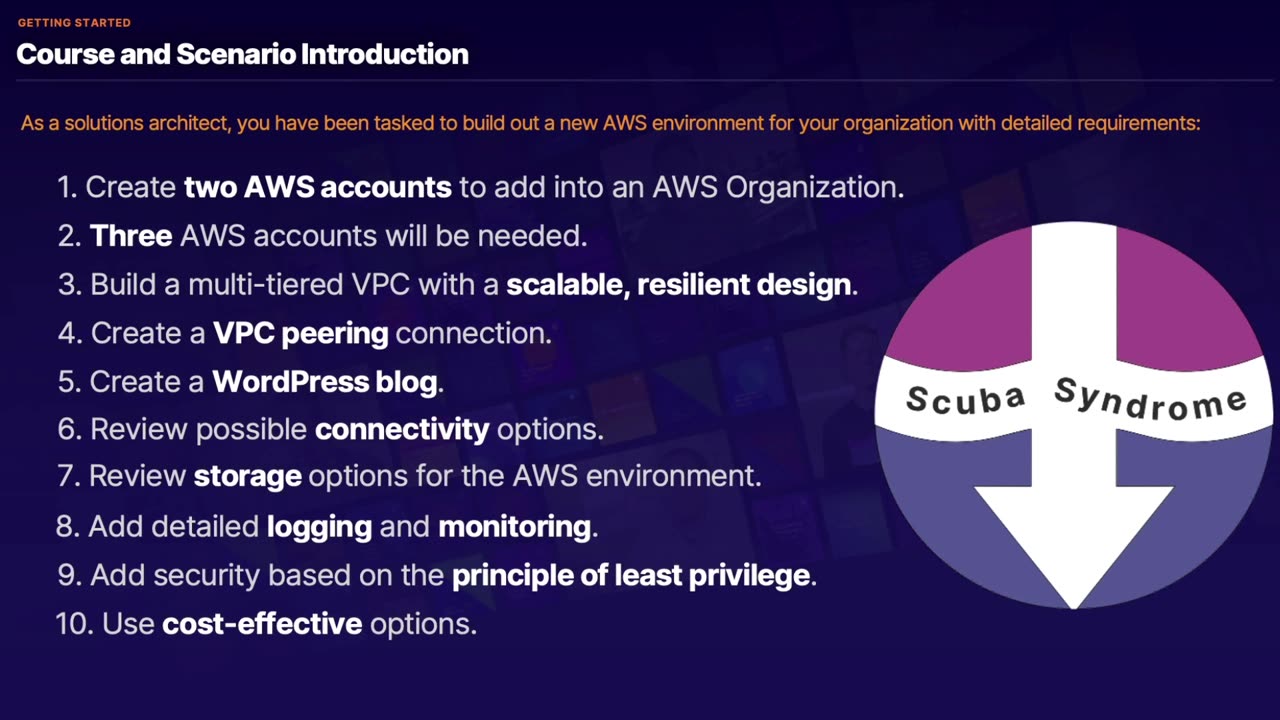 GETTING STARTED
Course and Scenario Introduction
As a solutions architect, you have been tasked to build out a new AWS environment for your organization with detailed requirements:
1. Create two AWS accounts to add into an AWS Organization.
2. Three AWS accounts will be needed.
3. Build a multi-tiered VPC with a scalable, resilient design.
4. Create a VPC peering connection.
5. Create a WordPress blog.
6. Review possible connectivity options.
7. Review storage options for the AWS environment.
8. Add detailed logging and monitoring.
9. Add security based on the principle of least privilege.
10. Use cost-effective options.
Scuba Syndrome